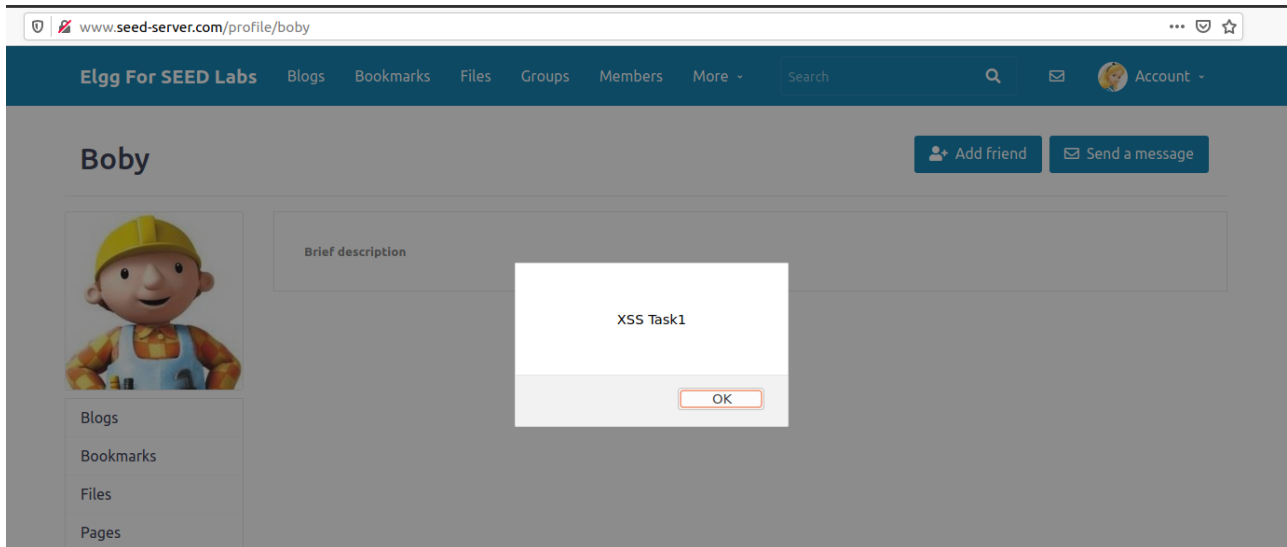 www.seed-server.com/profile/boby
Elgg For SEED Labs Blogs Bookmarks Files Groups Members More Search Account
Boby
Add friend Send a message
Brief description
XSS Task1
OK
Blogs
Bookmarks
Files
Pages